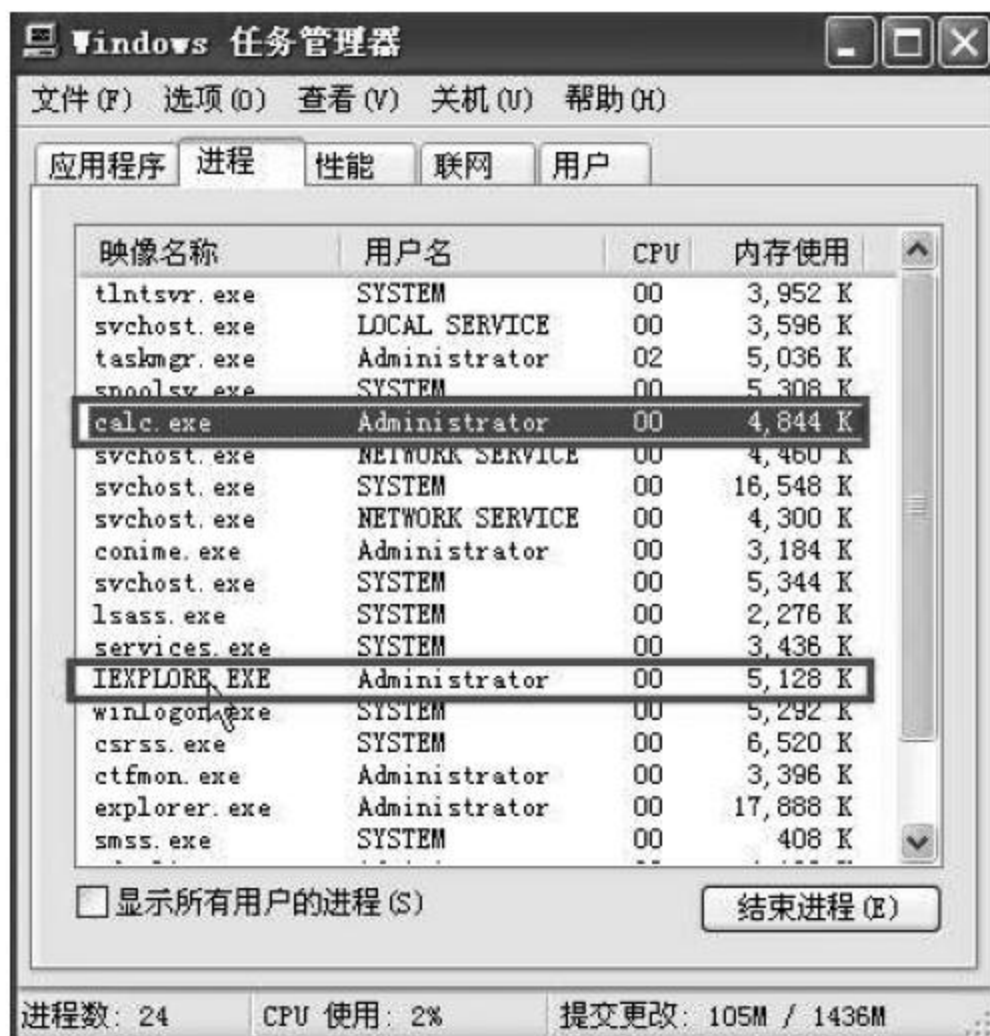 Windows 任务管理器
文件(F) 选项(O) 查看(V) 关机(U) 帮助(H)
应用程序 进程 性能 联网 用户
映像名称 用户名 CPU 内存使用
tlntsvr.exe SYSTEM 00 3,952 K
svchost.exe LOCAL SERVICE 00 3,596 K
taskmgr.exe Administrator 02 5,036 K
spoolsv.exe SYSTEM 00 5,308 K
calc.exe Administrator 00 4,844 K
svchost.exe NETWORK SERVICE 00 4,460 K
svchost.exe SYSTEM 00 16,548 K
svchost.exe NETWORK SERVICE 00 4,300 K
conime.exe Administrator 00 3,184 K
svchost.exe SYSTEM 00 5,344 K
lsass.exe SYSTEM 00 2,276 K
services.exe SYSTEM 00 3,436 K
IEXPLORE.EXE Administrator 00 5,128 K
winlogon.exe SYSTEM 00 5,292 K
csrss.exe SYSTEM 00 6,520 K
ctfmon.exe Administrator 00 3,396 K
explorer.exe Administrator 00 17,888 K
smss.exe SYSTEM 00 408 K
显示所有用户的进程(S) 结束进程(E)
进程数: 24 CPU 使用: 2% 提交更改: 105M / 1436M